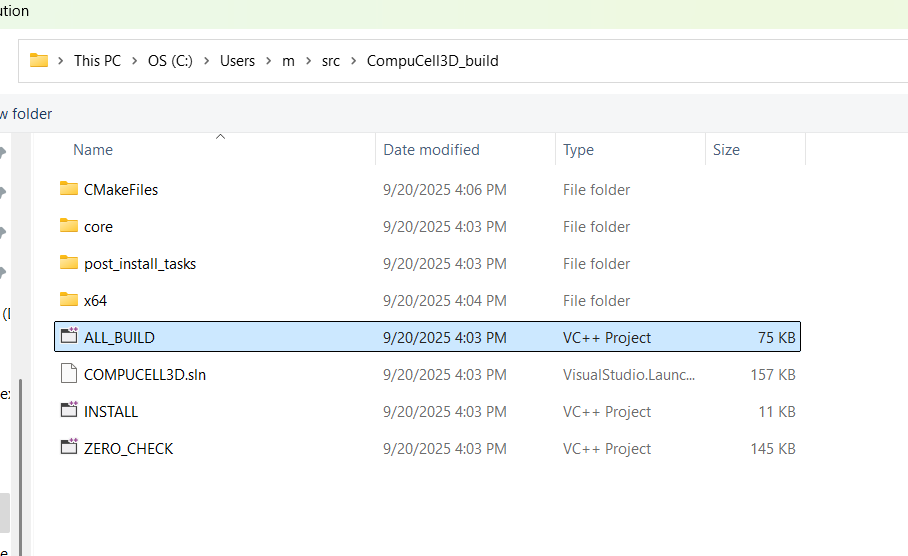 ution
This PC > OS (C:) > Users > m > src > CompuCell3D_build
w folder
Name Date modified Type Size
CMakeFiles 9/20/2025 4:06 PM File folder
core 9/20/2025 4:03 PM File folder
post_install_tasks 9/20/2025 4:03 PM File folder
x64 9/20/2025 4:04 PM File folder
(D
ALL_BUILD 9/20/2025 4:03 PM VC++ Project 75 KB
COMPUCELL3D.sln 9/20/2025 4:03 PM VisualStudio.Launc... 157 KB
ex
INSTALL 9/20/2025 4:03 PM VC++ Project 11 KB
ZERO_CHECK 9/20/2025 4:03 PM VC++ Project 145 KB
e